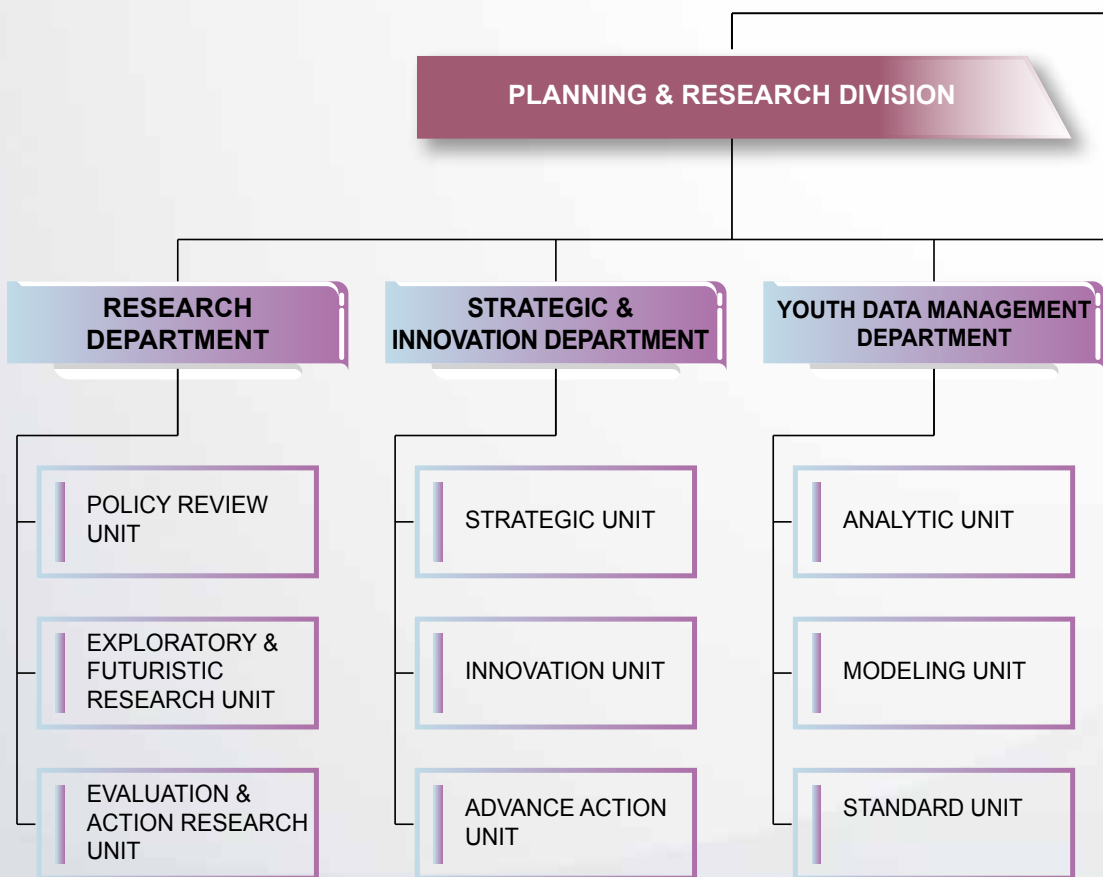 PLANNING & RESEARCH DIVISION
RESEARCH
DEPARTMENT
STRATEGIC &
INNOVATION DEPARTMENT
YOUTH DATA MANAGEMENT
DEPARTMENT
POLICY REVIEW
UNIT
EXPLORATORY &
FUTURISTIC
RESEARCH UNIT
EVALUATION &
ACTION RESEARCH
UNIT
STRATEGIC UNIT
INNOVATION UNIT
ADVANCE ACTION
UNIT
ANALYTIC UNIT
MODELING UNIT
STANDARD UNIT